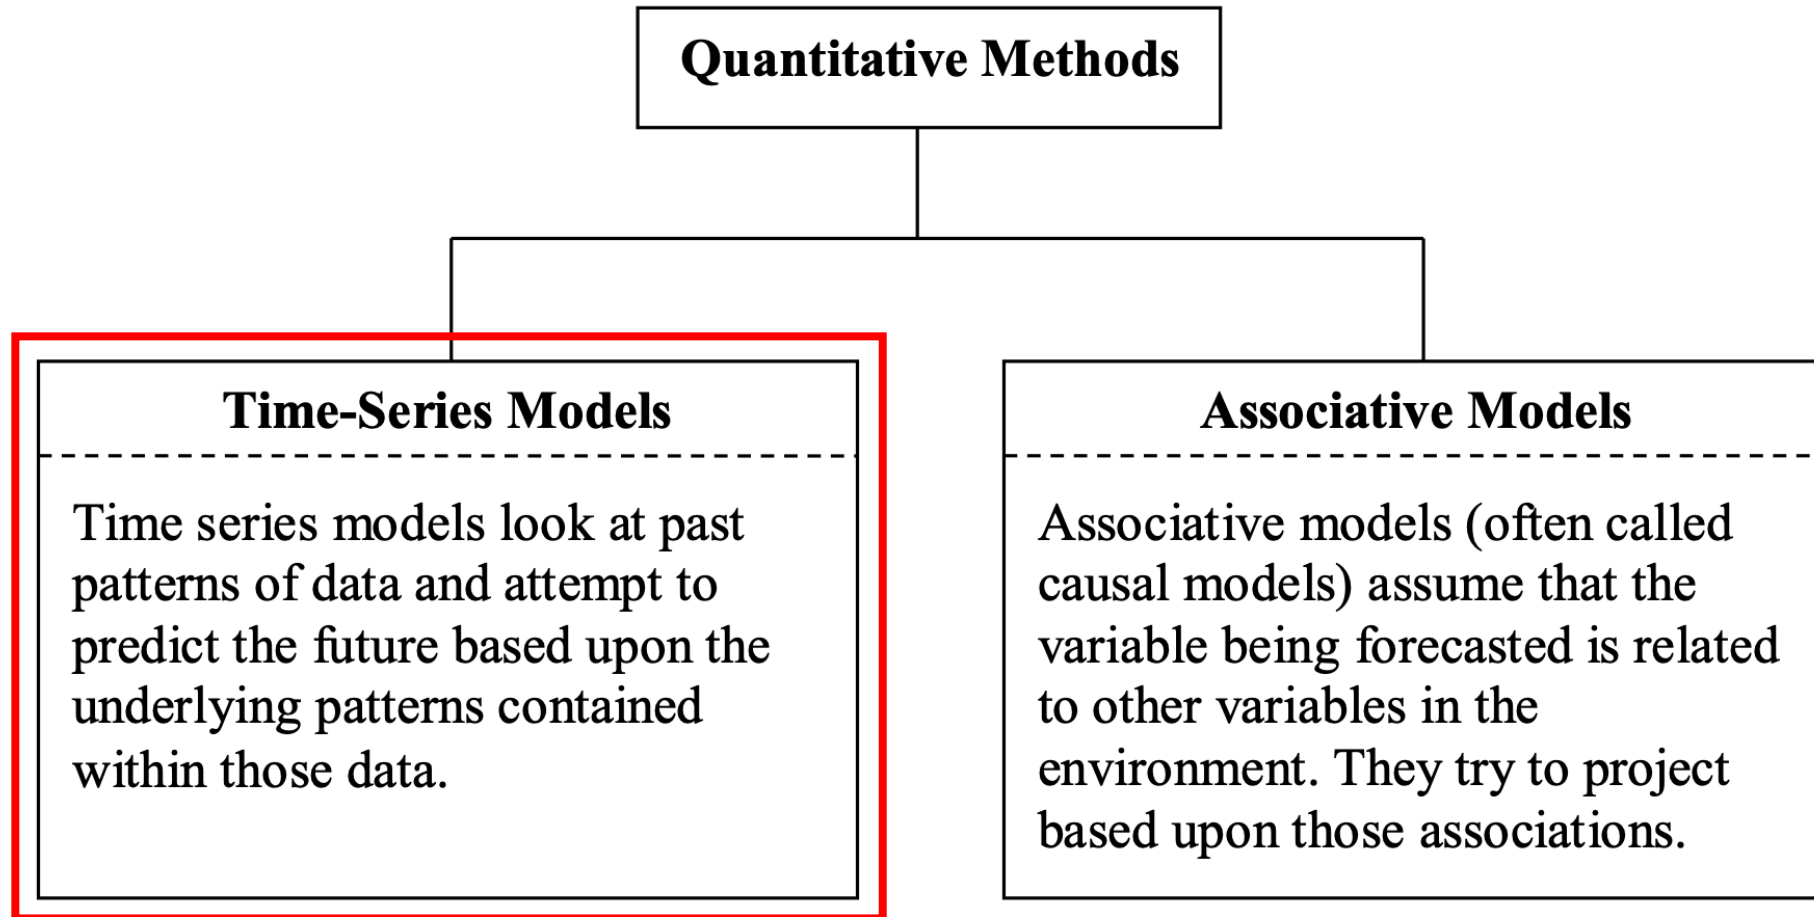 Quantitative Methods
Time-Series Models
Time series models look at past
patterns of data and attempt to
predict the future based upon the
underlying patterns contained
within those data.
Associative Models
Associative models (often called
causal models) assume that the
variable being forecasted is related
to other variables in the
environment. They try to project
based upon those associations.